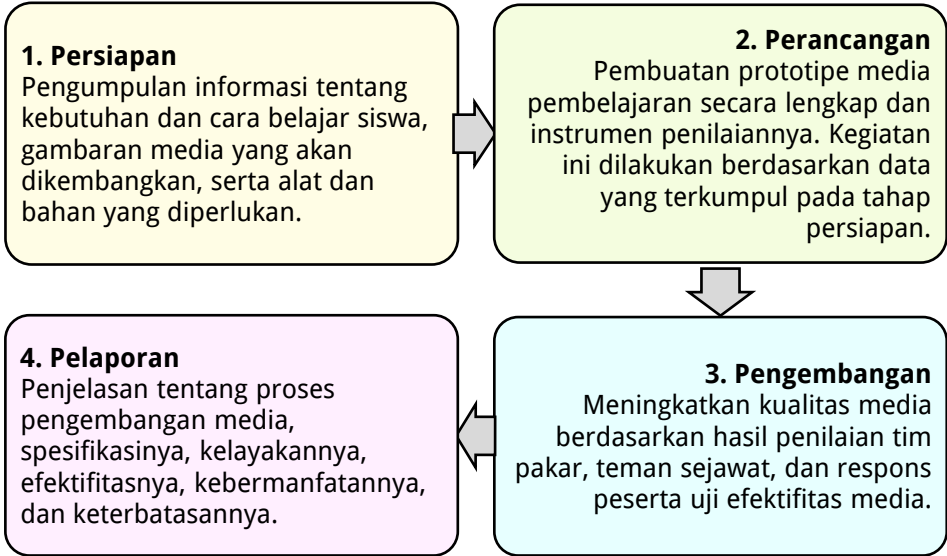 1. Persiapan
Pengumpulan informasi tentang
kebutuhan dan cara belajar siswa,
gambaran media yang akan
dikembangkan, serta alat dan
bahan yang diperlukan.
2. Perancangan
Pembuatan prototipe media
pembelajaran secara lengkap dan
instrumen penilaiannya. Kegiatan
ini dilakukan berdasarkan data
yang terkumpul pada tahap
persiapan.
3. Pengembangan
Meningkatkan kualitas media
berdasarkan hasil penilaian tim
pakar, teman sejawat, dan respons
peserta uji efektifitas media.
4. Pelaporan
Penjelasan tentang proses
pengembangan media,
spesifikasinya, kelayakannya,
efektifitasnya, kebermanfatannya,
dan keterbatasannya.